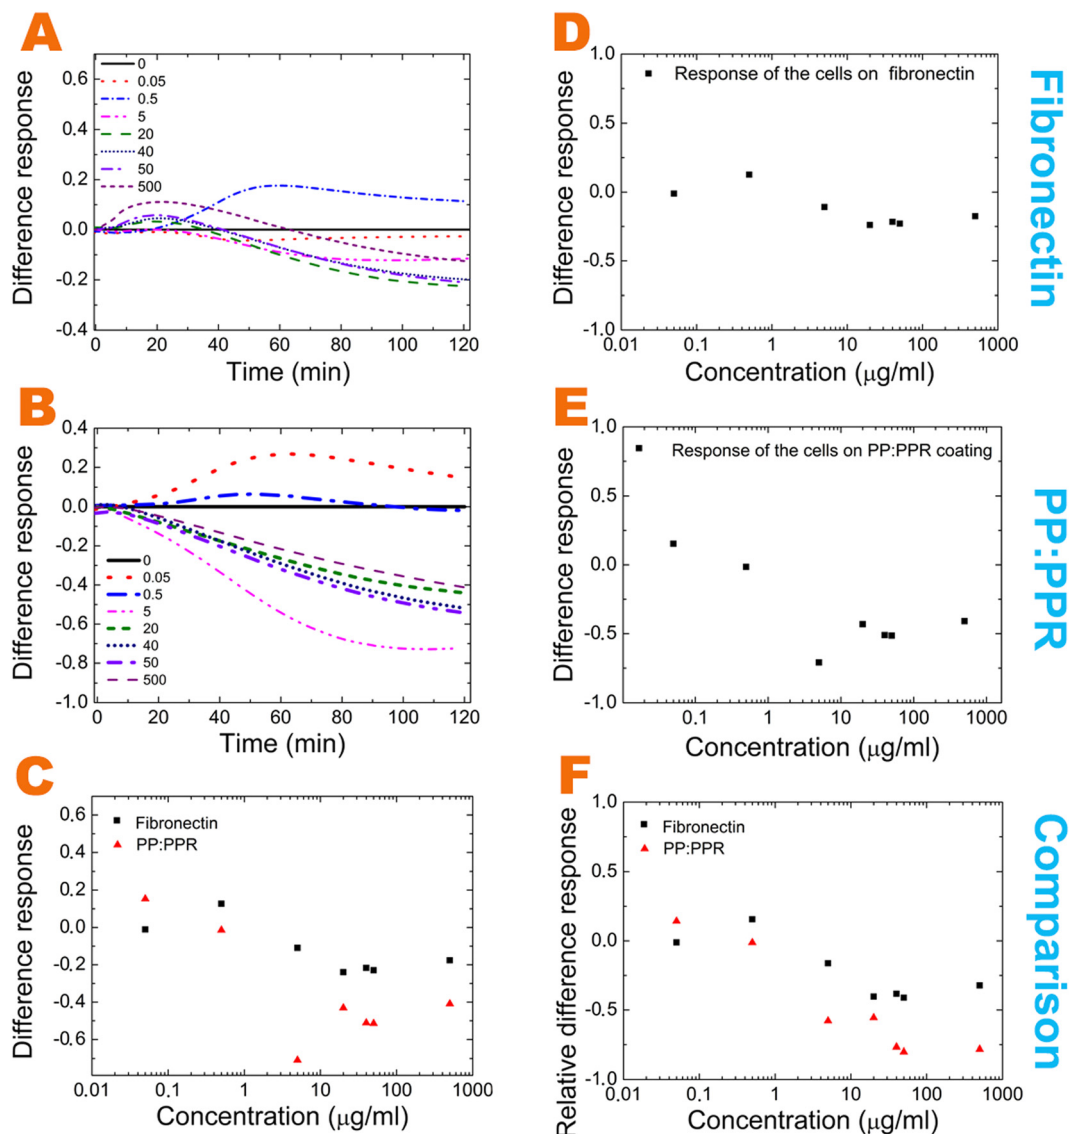 A
Difference response
0.6
0.4
0.2
0.0
-0.2
-0.4
0
0.05
0.5
5
20
40
50
500
0 20 40 60 80 100 120
Time (min)
D
Difference response
1.0
0.5
0.0
-0.5
-1.0
Response of the cells on fibronectin
0.01 0.1 1 10 100 1000
Concentration (μg/ml)
Fibronectin
B
Difference response
0.4
0.2
0.0
-0.2
-0.4
-0.6
-0.8
-1.0
0
0.05
0.5
5
20
40
50
500
0 20 40 60 80 100 120
Time (min)
E
Difference response
1.0
0.5
0.0
-0.5
-1.0
Response of the cells on PP:PPR coating
0.1 1 10 100 1000
Concentration (μg/ml)
PP:PPR
C
Difference response
0.6
0.4
0.2
0.0
-0.2
-0.4
-0.6
Fibronectin
PP:PPR
0.01 0.1 1 10 100 1000
Concentration (μg/ml)
F
Relative difference response
1.0
0.5
0.0
-0.5
-1.0
Fibronectin
PP:PPR
0.01 0.1 1 10 100 1000
Concentration (μg/ml)
Comparison